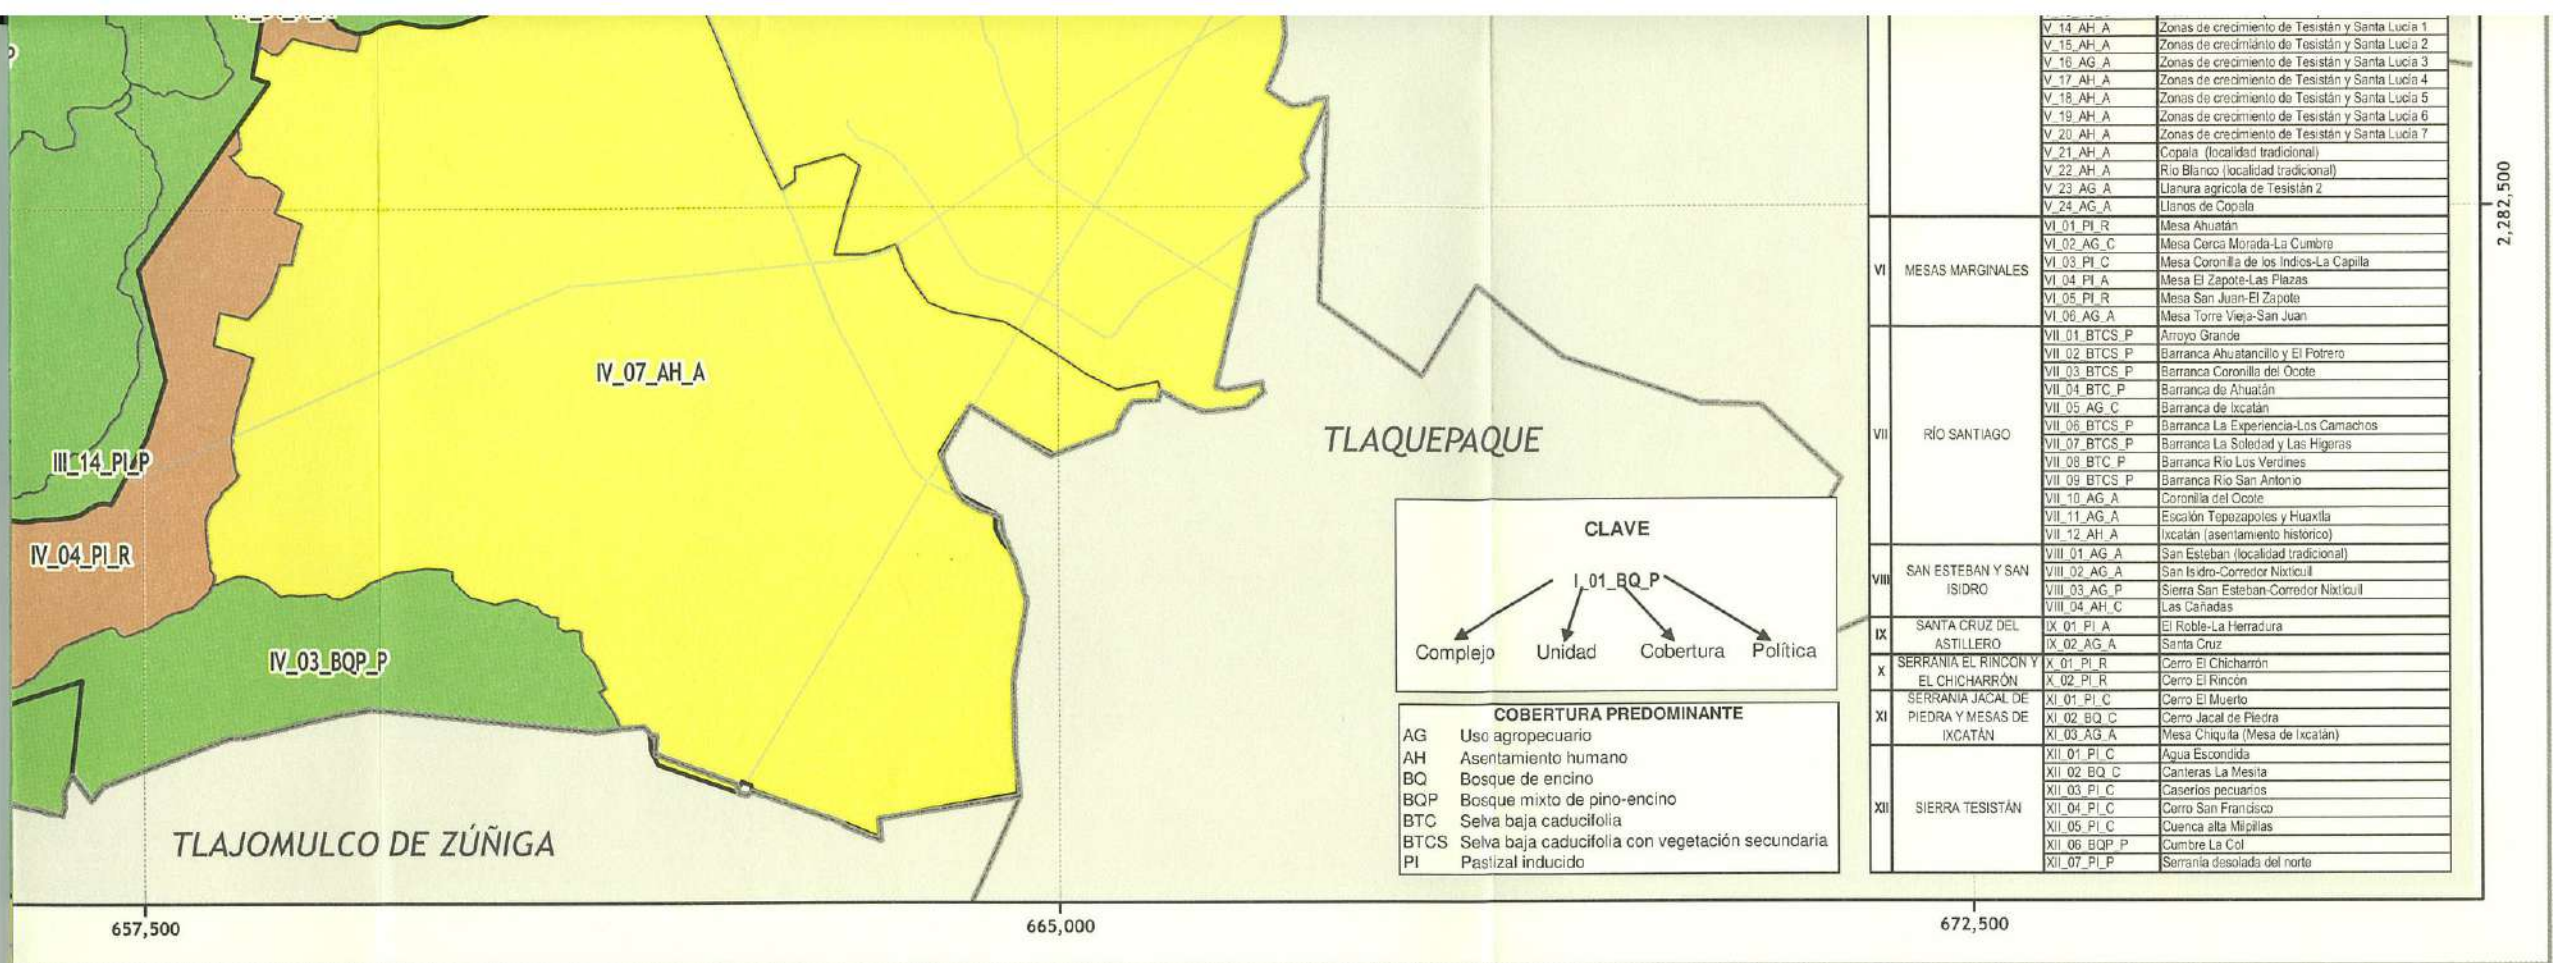 IV_07_AH_A
III_14_PI_P
IV_04_PI_R
IV_03_BQP_P
TLAQUEPAQUE
TLAJOMULCO DE ZÚÑIGA
CLAVE
I_01_BQ_P
Complejo Unidad Cobertura Política
COBERTURA PREDOMINANTE
AG Uso agropecuario
AH Asentamiento humano
BQ Bosque de encino
BQP Bosque mixto de pino-encino
BTC Selva baja caducifolia
BTCS Selva baja caducifolia con vegetación secundaria
PI Pastizal inducido
V_14_AH_A Zonas de crecimiento de Tesistán y Santa Lucía 1
V_15_AH_A Zonas de crecimiánto de Tesistán y Santa Lucía 2
V_16_AG_A Zonas de crecimiento de Tesistán y Santa Lucía 3
V_17_AH_A Zonas de crecimiento de Tesistán y Santa Lucía 4
V_18_AH_A Zonas de crecimiento de Tesistán y Santa Lucía 5
V_19_AH_A Zonas de crecimiento de Tesistán y Santa Lucía 6
V_20_AH_A Zonas de crecimiento de Tesistán y Santa Lucía 7
V_21_AH_A Copala (localidad tradicional)
V_22_AH_A Río Blanco (localidad tradicional)
V_23_AG_A Llanura agrícola de Tesistán 2
V_24_AG_A Llanos de Copala
VI MESAS MARGINALES
VI_01_PI_R Mesa Ahuatán
VI_02_AG_C Mesa Cerca Morada-La Cumbre
VI_03_PI_C Mesa Coronilla de los Indios-La Capilla
VI_04_PI_A Mesa El Zapote-Las Plazas
VI_05_PI_R Mesa San Juan-El Zapote
VI_06_AG_A Mesa Torre Vieja-San Juan
VII RÍO SANTIAGO
VII_01_BTCS_P Arroyo Grande
VII_02_BTCS_P Barranca Ahuatancillo y El Potrero
VII_03_BTCS_P Barranca Coronilla del Ocote
VII_04_BTC_P Barranca de Ahuatán
VII_05_AG_C Barranca de Ixcatán
VII_06_BTCS_P Barranca La Experiencia-Los Camachos
VII_07_BTCS_P Barranca La Soledad y Las Higeras
VII_08_BTC_P Barranca Río Los Verdines
VII_09_BTCS_P Barranca Río San Antonio
VII_10_AG_A Coronilla del Ocote
VII_11_AG_A Escalón Tepezapotes y Huaxtla
VII_12_AH_A Ixcatán (asentamiento histórico)
VIII SAN ESTEBAN Y SAN
ISIDRO
VIII_01_AG_A San Esteban (localidad tradicional)
VIII_02_AG_A San Isidro-Corredor Nixticuil
VIII_03_AG_P Sierra San Esteban-Corredor Nixticuil
VIII_04_AH_C Las Cañadas
IX SANTA CRUZ DEL
ASTILLERO
IX_01_PI_A El Roble-La Herradura
IX_02_AG_A Santa Cruz
X SERRANÍA EL RINCÓN Y
EL CHICHARRÓN
X_01_PI_R Cerro El Chicharrón
X_02_PI_R Cerro El Rincón
XI SERRANÍA JACAL DE
PIEDRA Y MESAS DE
IXCATÁN
XI_01_PI_C Cerro El Muerto
XI_02_BQ_C Cerro Jacal de Piedra
XI_03_AG_A Mesa Chiquita (Mesa de Ixcatán)
XII SIERRA TESISTÁN
XII_01_PI_C Agua Escondida
XII_02_BQ_C Canteras La Mesita
XII_03_PI_C Caseríos pecuarios
XII_04_PI_C Cerro San Francisco
XII_05_PI_C Cuenca alta Milpillas
XII_06_BQP_P Cumbre La Col
XII_07_PI_P Serranía desolada del norte
2,282,500
657,500 665,000 672,500